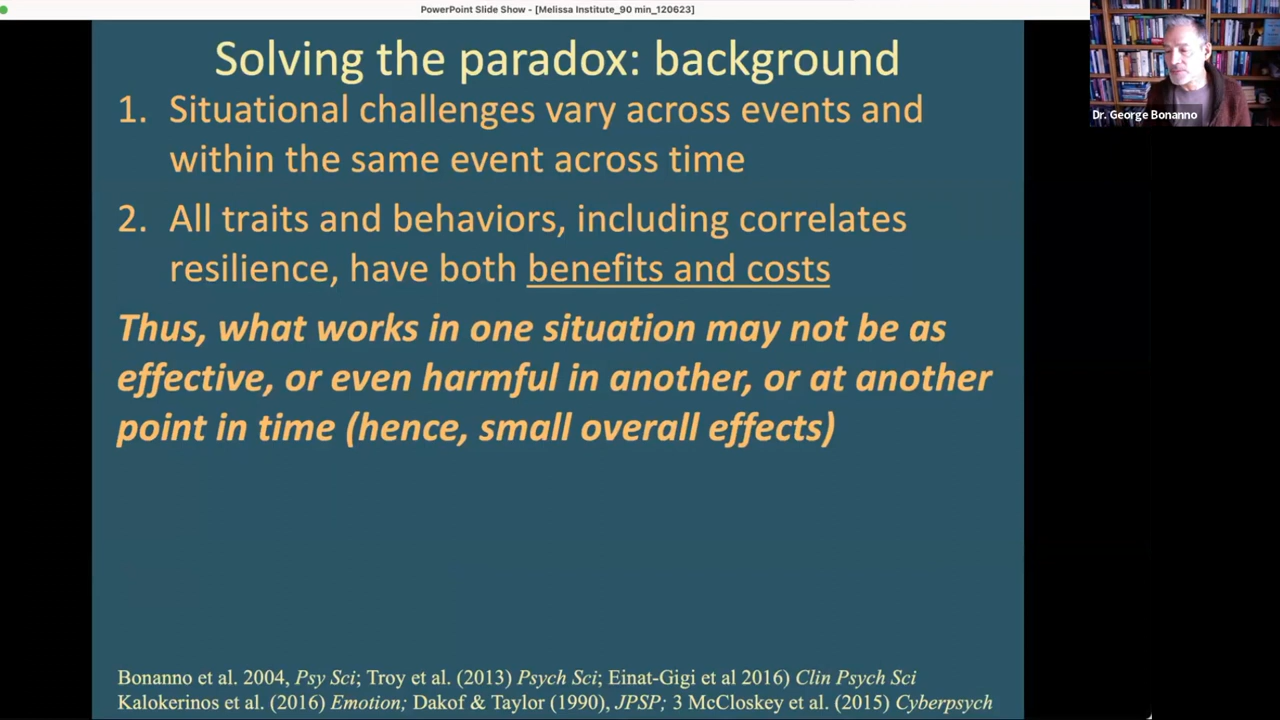 PowerPoint Slide Show - [Melissa Institute_90 min_120623]
Solving the paradox: background
1. Situational challenges vary across events and
within the same event across time
2. All traits and behaviors, including correlates
resilience, have both benefits and costs
Thus, what works in one situation may not be as
effective, or even harmful in another, or at another
point in time (hence, small overall effects)
Bonanno et al. 2004, Psy Sci; Troy et al. (2013) Psych Sci; Einat-Gigi et al 2016) Clin Psych Sci
Kalokerinos et al. (2016) Emotion; Dakof & Taylor (1990), JPSP; 3 McCloskey et al. (2015) Cyberpsych
Dr. George Bonanno